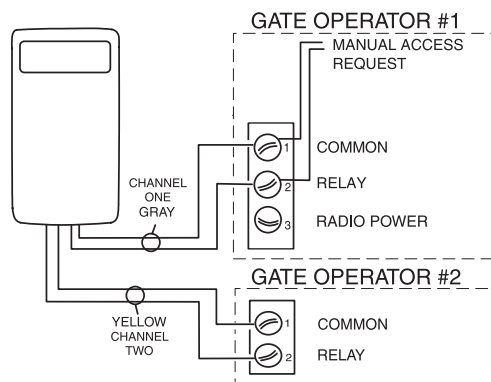 GATE OPERATOR #1
MANUAL ACCESS
REQUEST
1
COMMON
2
RELAY
3
RADIO POWER
CHANNEL
ONE
GRAY
GATE OPERATOR #2
1
COMMON
2
RELAY
YELLOW
CHANNEL
TWO